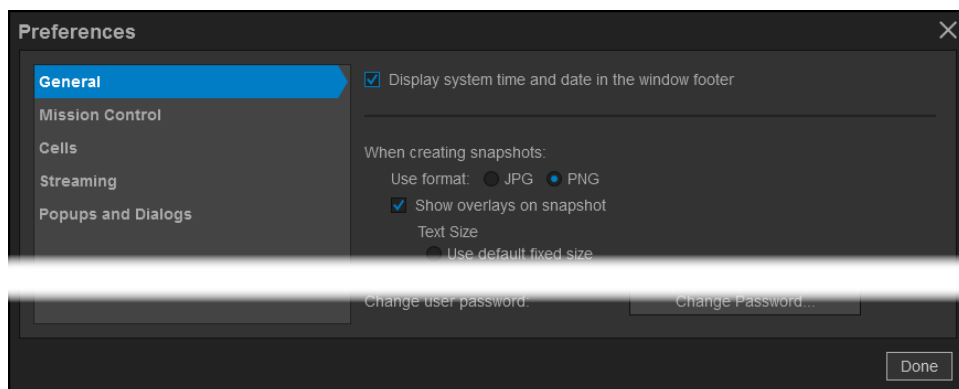 Preferences
General
Mission Control
Cells
Streaming
Popups and Dialogs
Display system time and date in the window footer
When creating snapshots:
Use format: JPG PNG
Show overlays on snapshot
Text Size
Use default fixed size
Change user password: Change Password...
Done